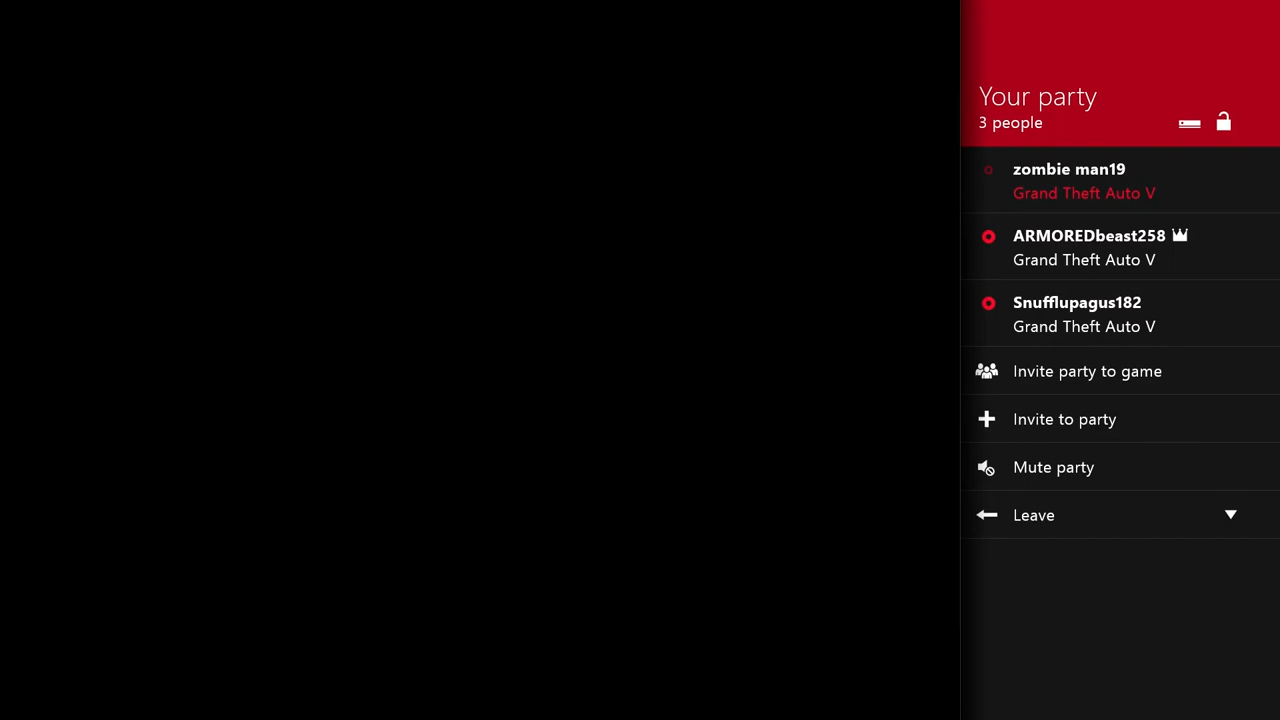 Your party
3 people
zombie man19
Grand Theft Auto V
ARMOREDbeast258
Grand Theft Auto V
Snufflupagus182
Grand Theft Auto V
Invite party to game
Invite to party
Mute party
Leave